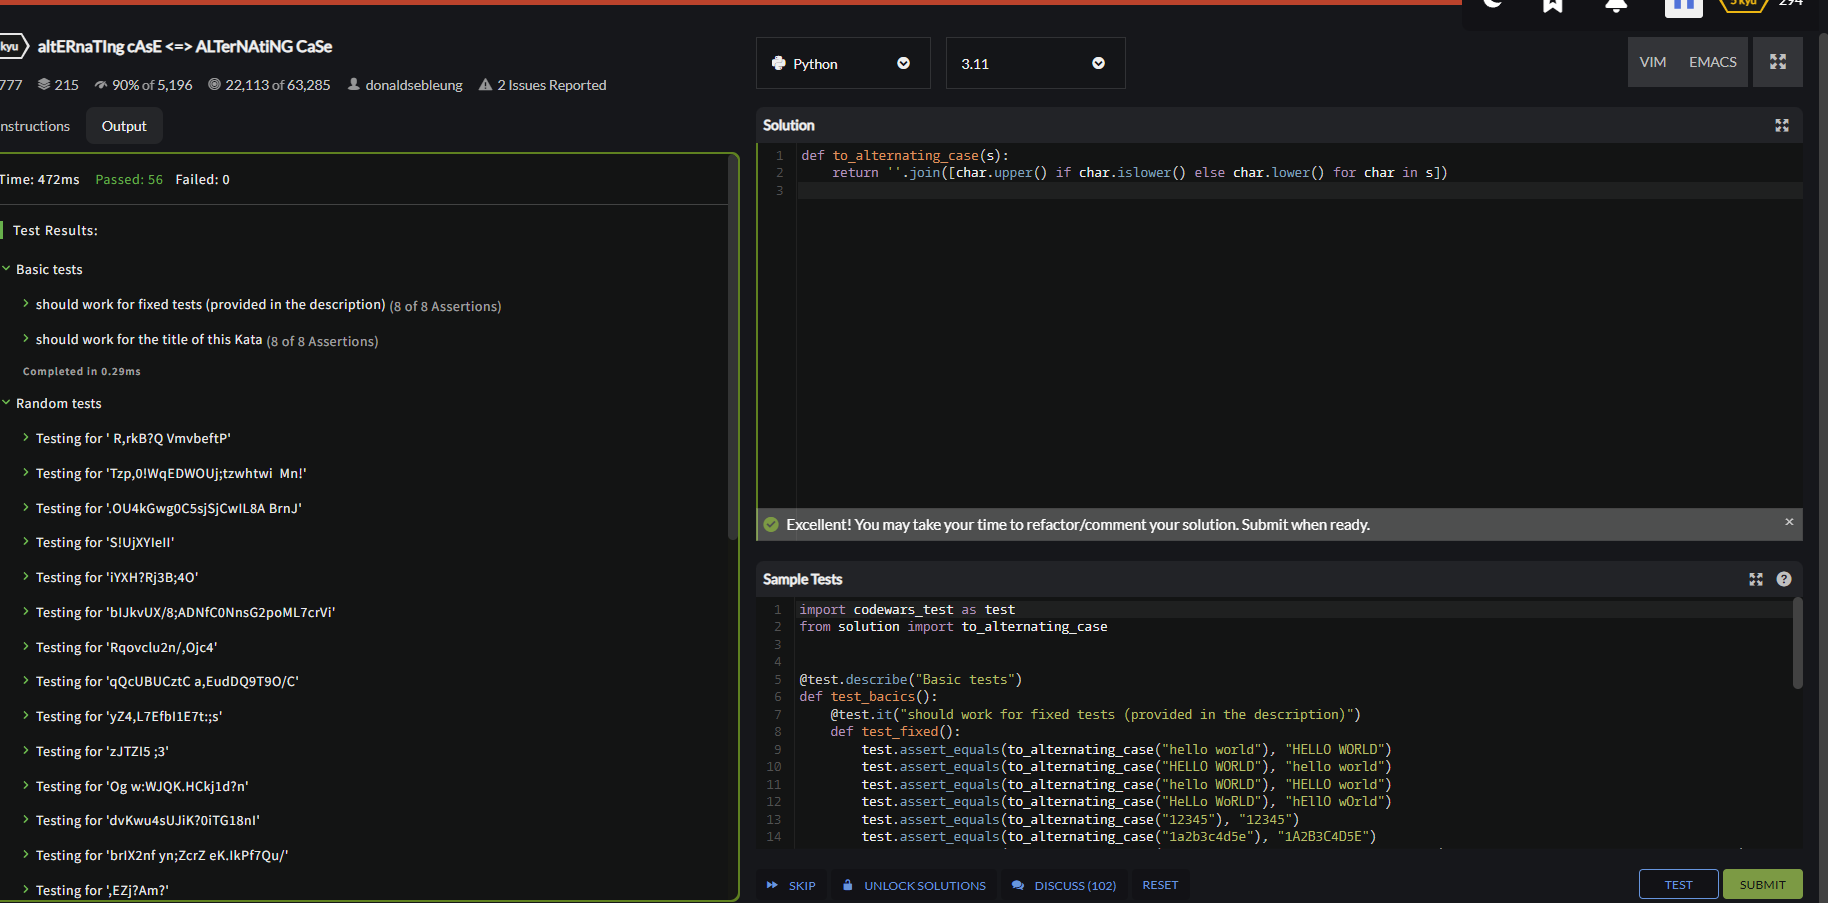 5 kyu
294
kyu altERnaTIng cAsE <=> ALTerNAtiNG CaSe
777 215 90% of 5,196 22,113 of 63,285 donaldsebleung 2 Issues Reported
nstructions Output
Time: 472ms Passed: 56 Failed: 0
Test Results:
Basic tests
should work for fixed tests (provided in the description) (8 of 8 Assertions)
should work for the title of this Kata (8 of 8 Assertions)
Completed in 0.29ms
Random tests
Testing for ' R,rkB?Q VmvbeftP'
Testing for 'Tzp,0!WqEDWOUj;tzwhtwi  Mn!'
Testing for '.OU4kGwg0C5sjSjCwIL8A BrnJ'
Testing for 'S!UjXYIeII'
Testing for 'iYXH?Rj3B;4O'
Testing for 'bIJkvUX/8;ADNfC0NnsG2poML7crVi'
Testing for 'Rqovclu2n/,Ojc4'
Testing for 'qQcUBUCztC a,EudDQ9T9O/C'
Testing for 'yZ4,L7EfbI1E7t:;s'
Testing for 'zJTZI5 ;3'
Testing for 'Og w:WJQK.HCkj1d?n'
Testing for 'dvKwu4sUJiK?0iTG18nI'
Testing for 'brIX2nf yn;ZcrZ eK.IkPf7Qu/'
Testing for ',EZj?Am?'
Python
3.11
VIM EMACS
Solution
1 def to_alternating_case(s):
2     return ''.join([char.upper() if char.islower() else char.lower() for char in s])
3
Excellent! You may take your time to refactor/comment your solution. Submit when ready. ×
Sample Tests ?
1 import codewars_test as test
2 from solution import to_alternating_case
3
4
5 @test.describe("Basic tests")
6 def test_bacics():
7     @test.it("should work for fixed tests (provided in the description)")
8     def test_fixed():
9         test.assert_equals(to_alternating_case("hello world"), "HELLO WORLD")
10         test.assert_equals(to_alternating_case("HELLO WORLD"), "hello world")
11         test.assert_equals(to_alternating_case("hello WORLD"), "HELLO world")
12         test.assert_equals(to_alternating_case("HeLLo WoRLD"), "hEllO wOrld")
13         test.assert_equals(to_alternating_case("12345"), "12345")
14         test.assert_equals(to_alternating_case("1a2b3c4d5e"), "1A2B3C4D5E")
SKIP UNLOCK SOLUTIONS DISCUSS (102) RESET TEST SUBMIT